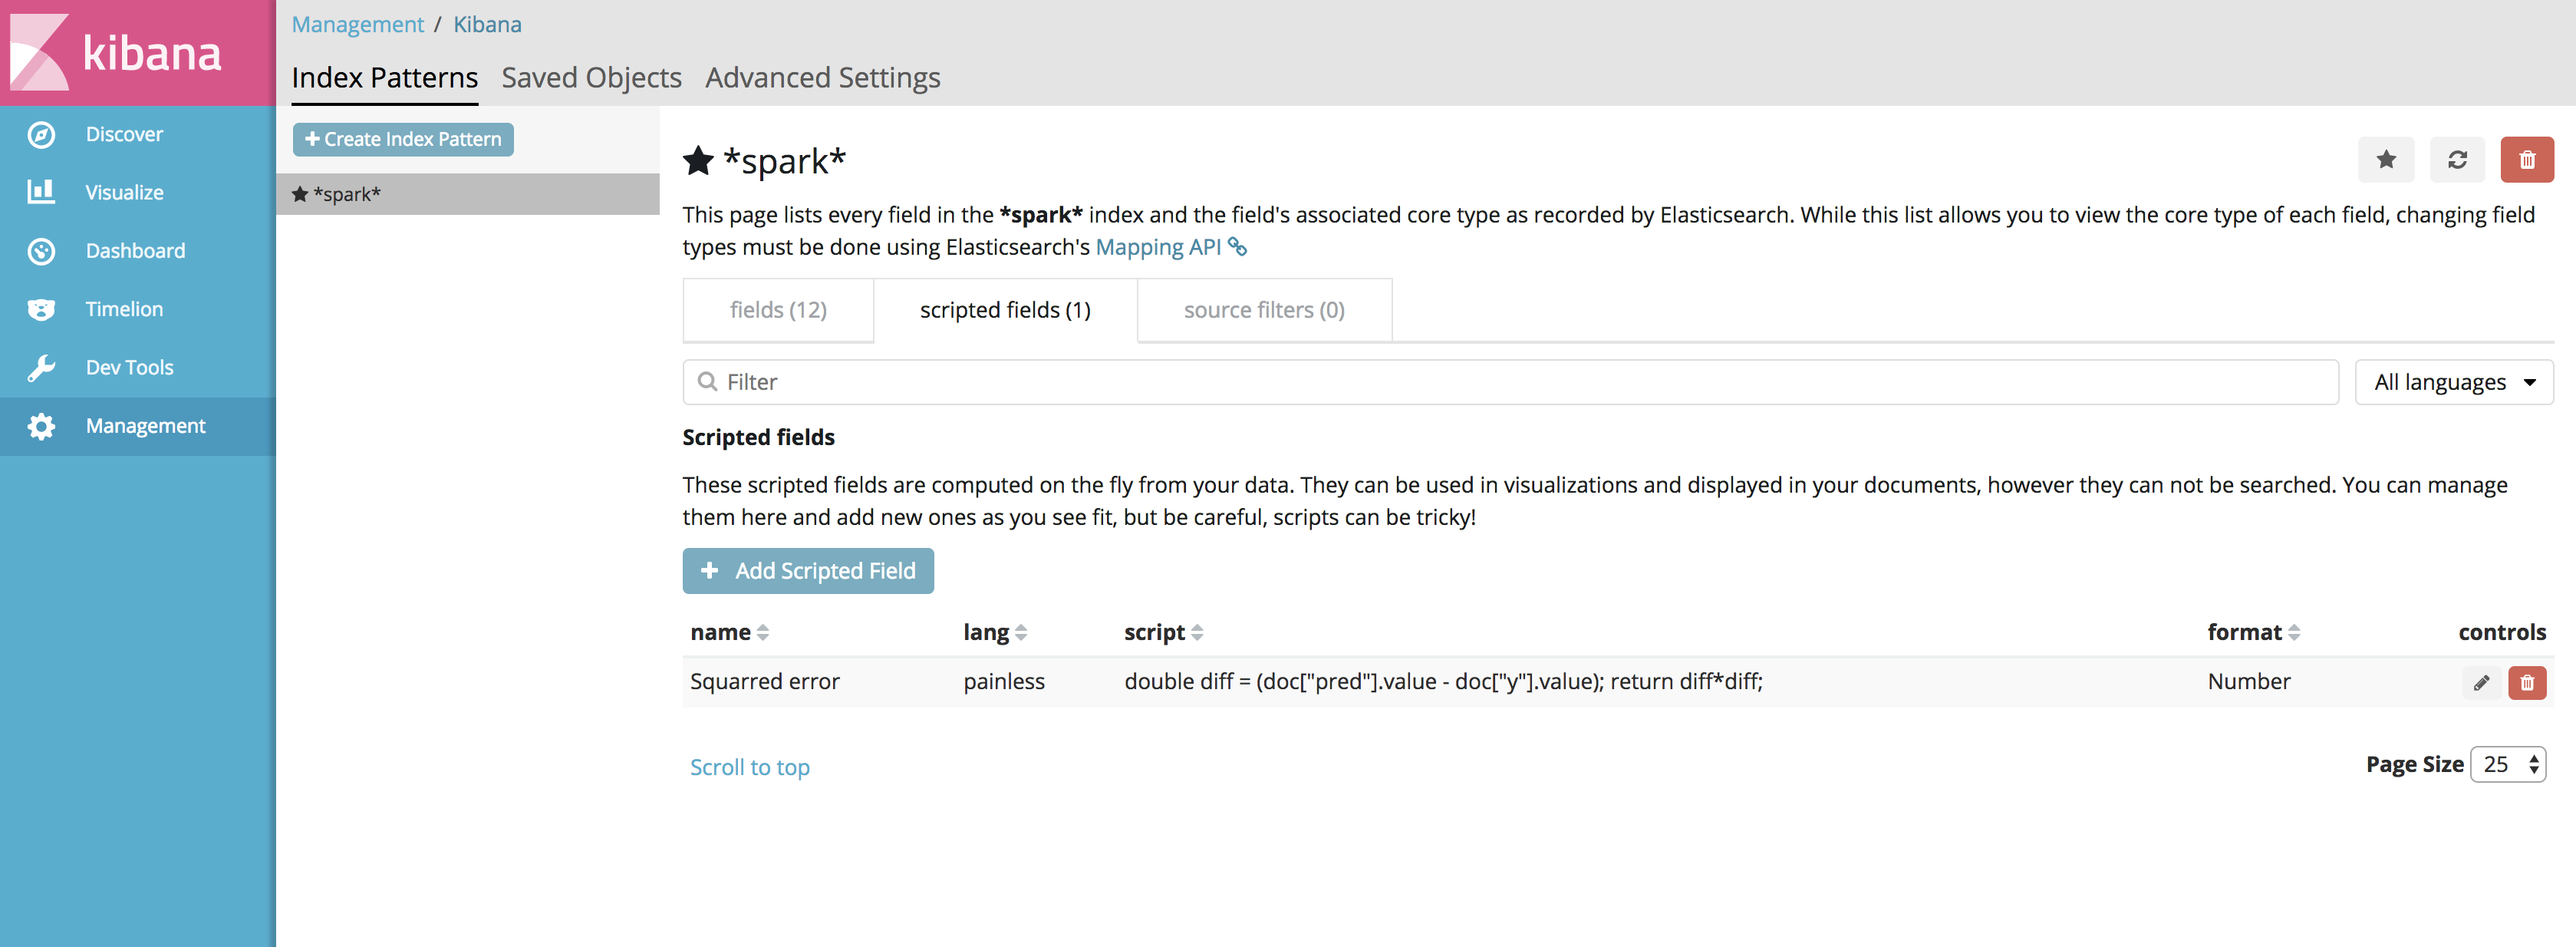 kibana
Discover
Visualize
Dashboard
Timelion
Dev Tools
Management
Management / Kibana
Index Patterns Saved Objects Advanced Settings
Create Index Pattern
*spark*
*spark*
This page lists every field in the *spark* index and the field's associated core type as recorded by Elasticsearch. While this list allows you to view the core type of each field, changing field
types must be done using Elasticsearch's Mapping API
fields (12) scripted fields (1) source filters (0)
Filter
All languages
Scripted fields
These scripted fields are computed on the fly from your data. They can be used in visualizations and displayed in your documents, however they can not be searched. You can manage
them here and add new ones as you see fit, but be careful, scripts can be tricky!
+ Add Scripted Field
name lang script format controls
Squarred error painless double diff = (doc["pred"].value - doc["y"].value); return diff*diff; Number
Scroll to top
Page Size 25